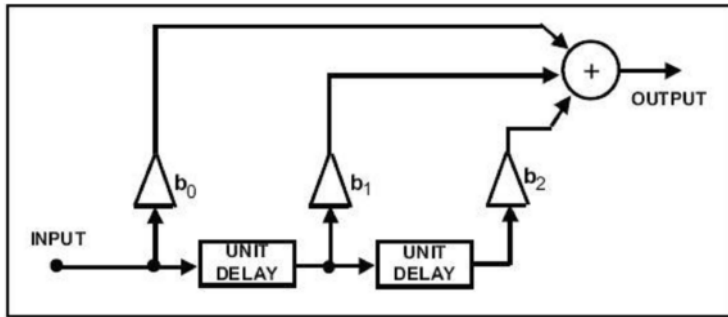 +
OUTPUT
b0
b1
b2
INPUT
UNIT
DELAY
UNIT
DELAY